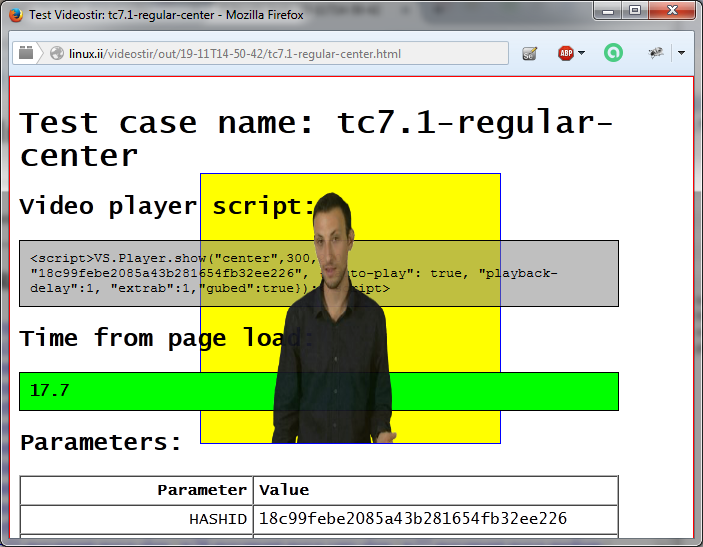 Test Videostir: tc7.1-regular-center - Mozilla Firefox
linux.ii/videostir/out/19-11T14-50-42/tc7.1-regular-center.html
ABP
Test case name: tc7.1-regular-
center
Video player script:
<script>VS.Player.show("center",300,
"18c99febe2085a43b281654fb32ee226", to-play": true, "playback-
delay":1, "extrab":1,"gubed":true}); ript>
Time from page load:
17.7
Parameters:
Parameter Value
HASHID 18c99febe2085a43b281654fb32ee226